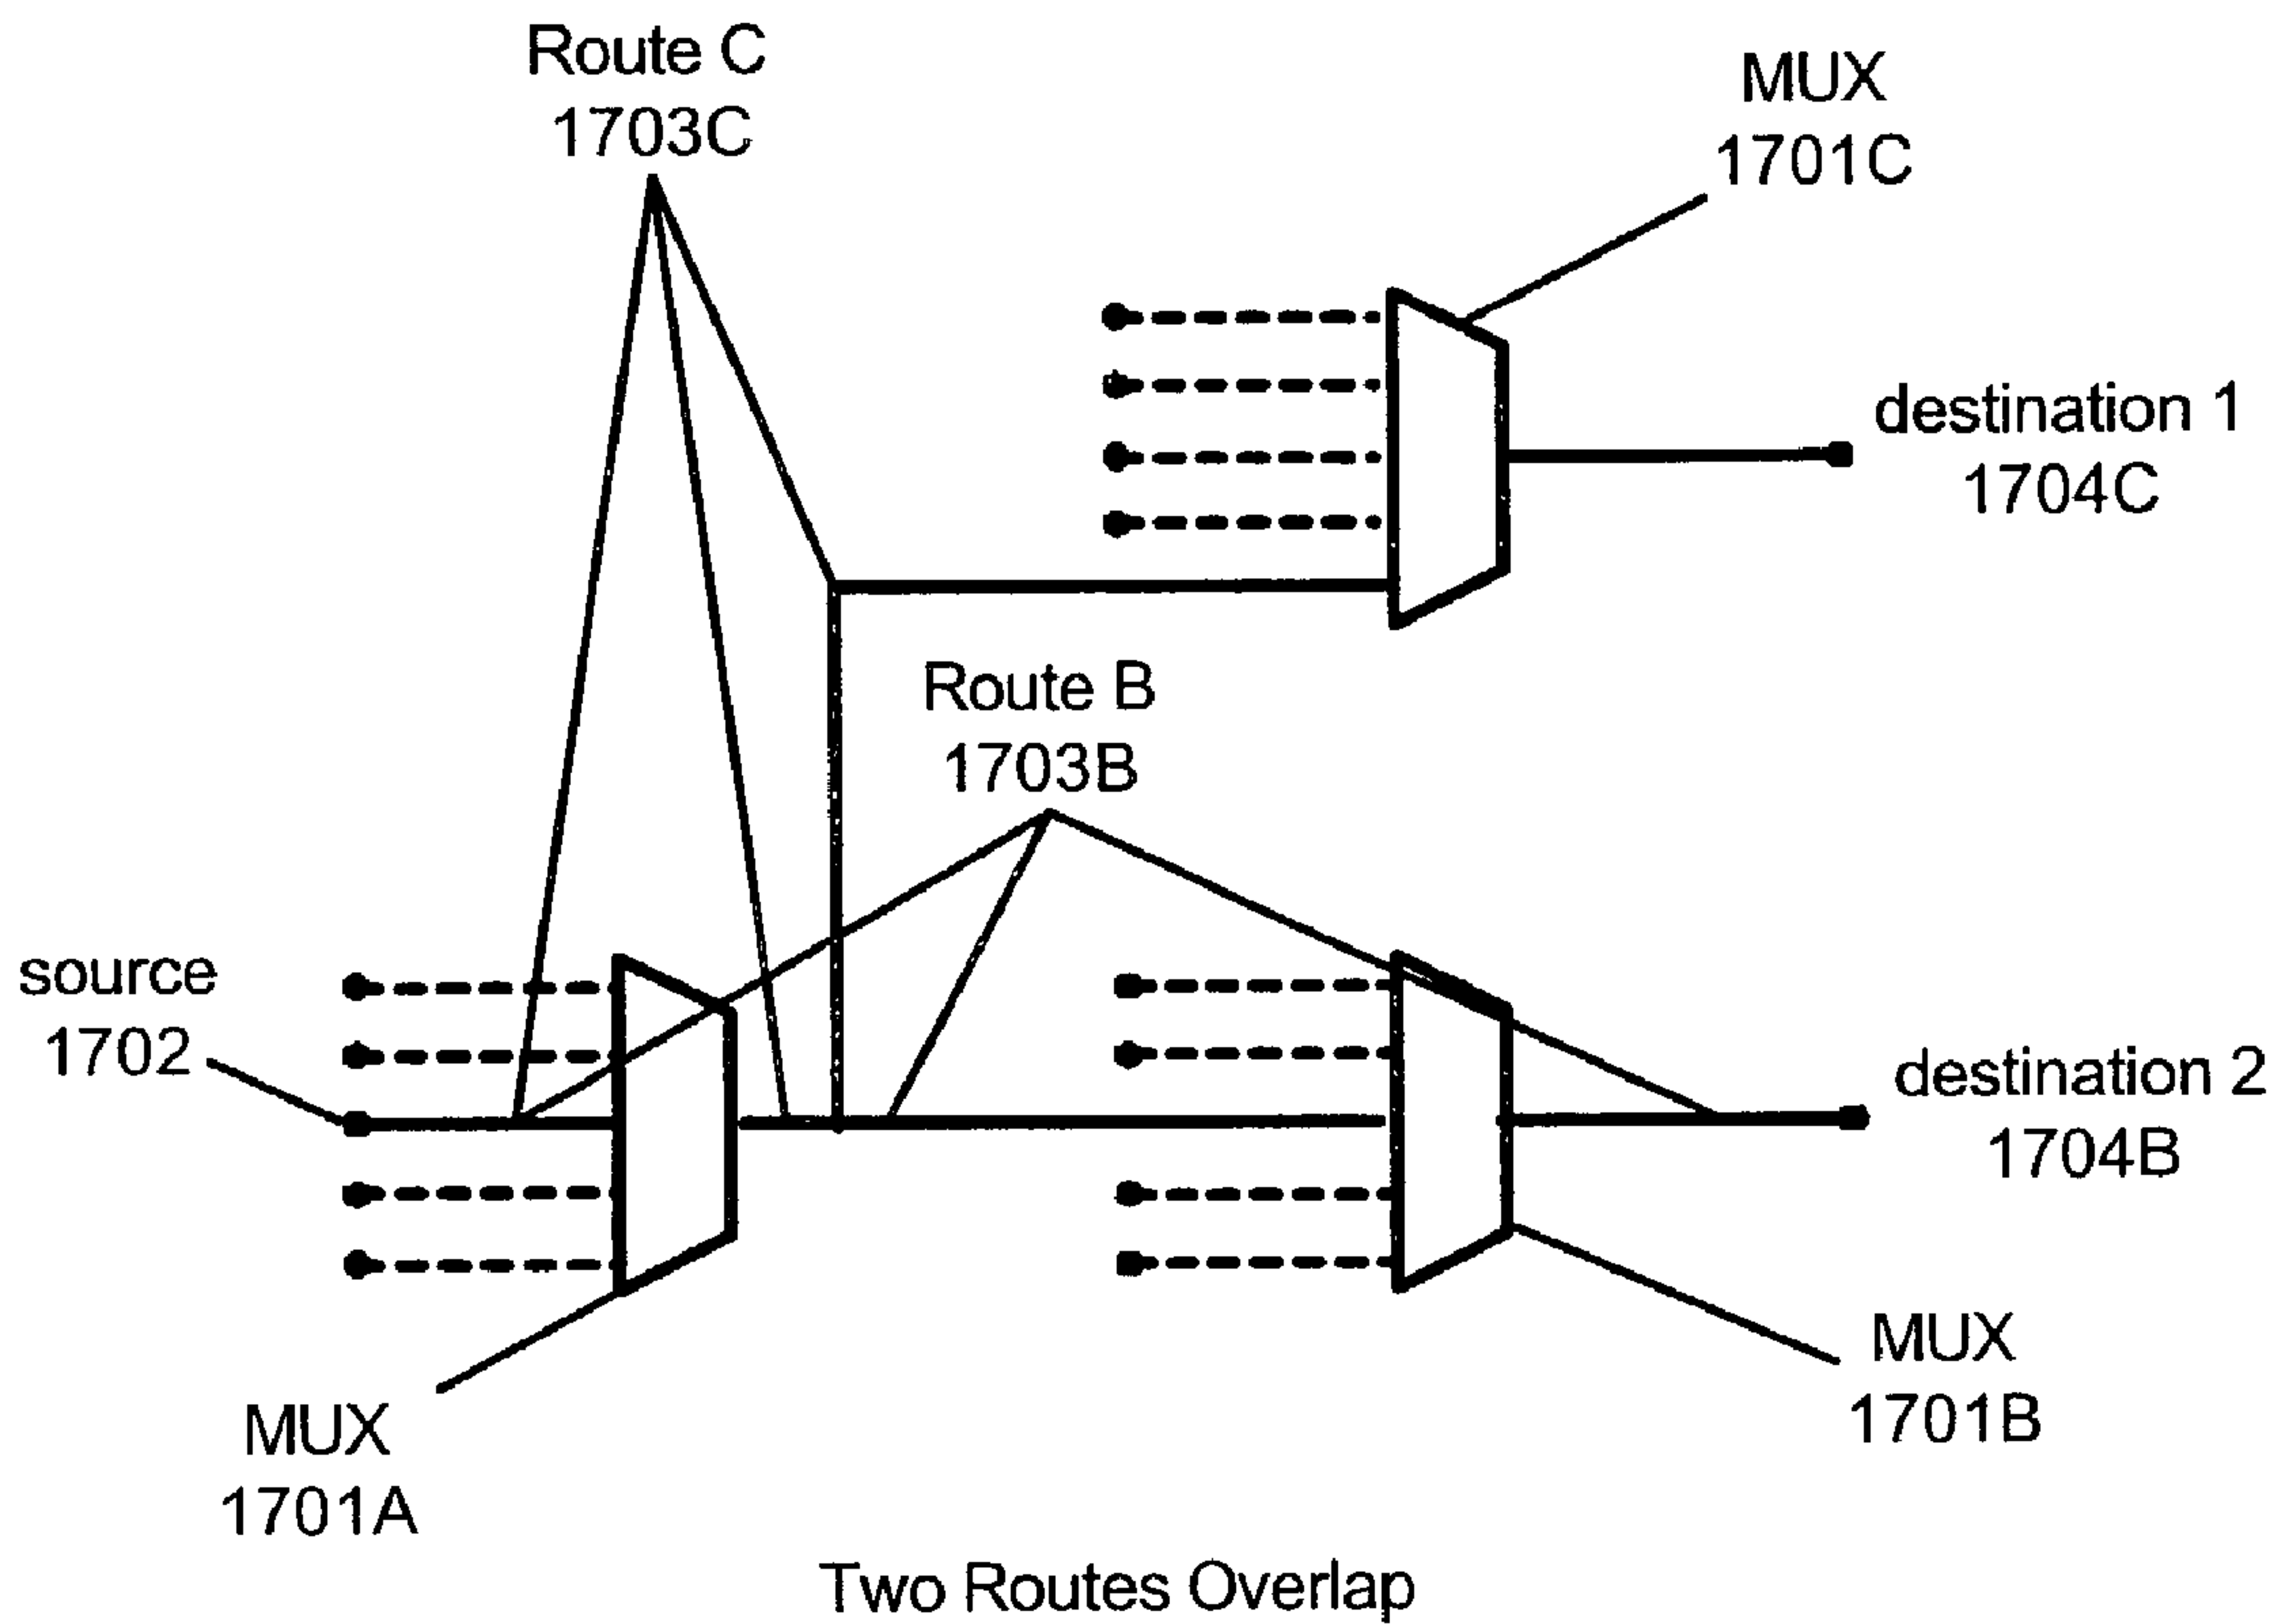 Route C
1703C
MUX
1701C
destination 1
1704C
Route B
1703B
source
1702
destination 2
1704B
MUX
1701B
MUX
1701A
Two Routes Overlap